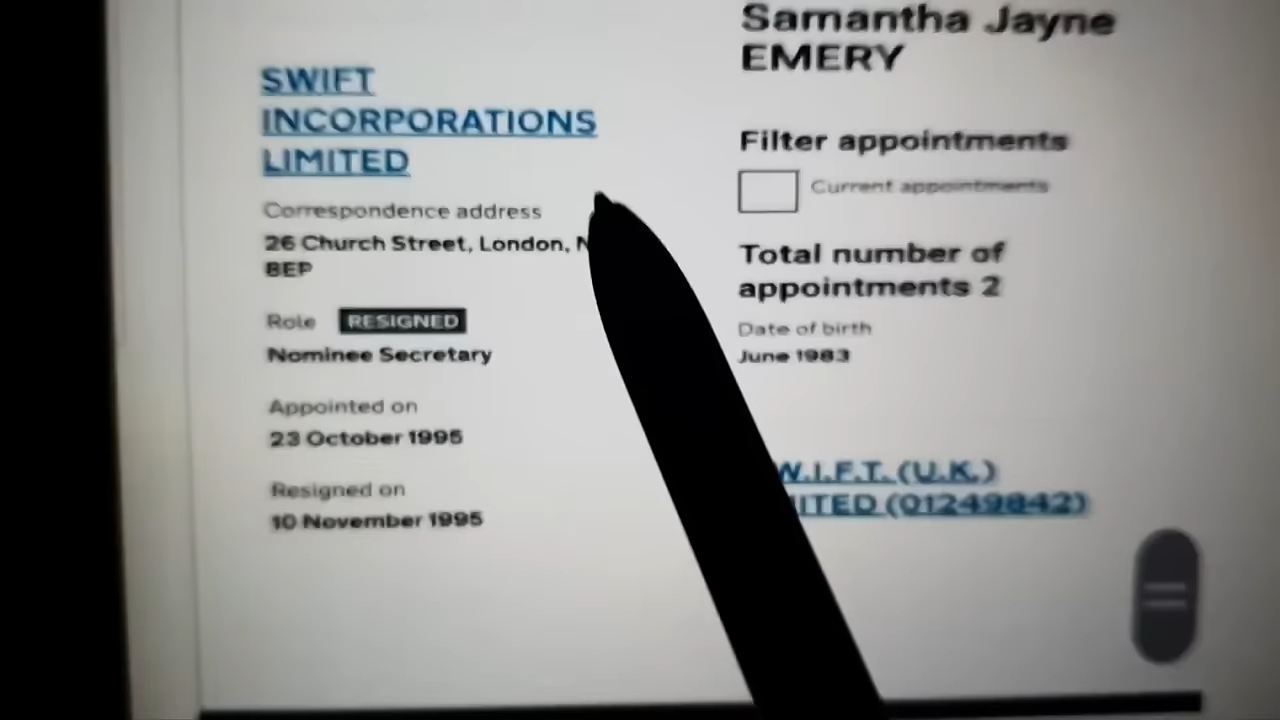 SWIFT
INCORPORATIONS
LIMITED
Correspondence address
26 Church Street, London, N
8EP
Role RESIGNED
Nominee Secretary
Appointed on
23 October 1995
Resigned on
10 November 1995
Samantha Jayne
EMERY
Filter appointments
Current appointments
Total number of
appointments 2
Date of birth
June 1983
W.I.F.T. (U.K.)
ITED (01249842)